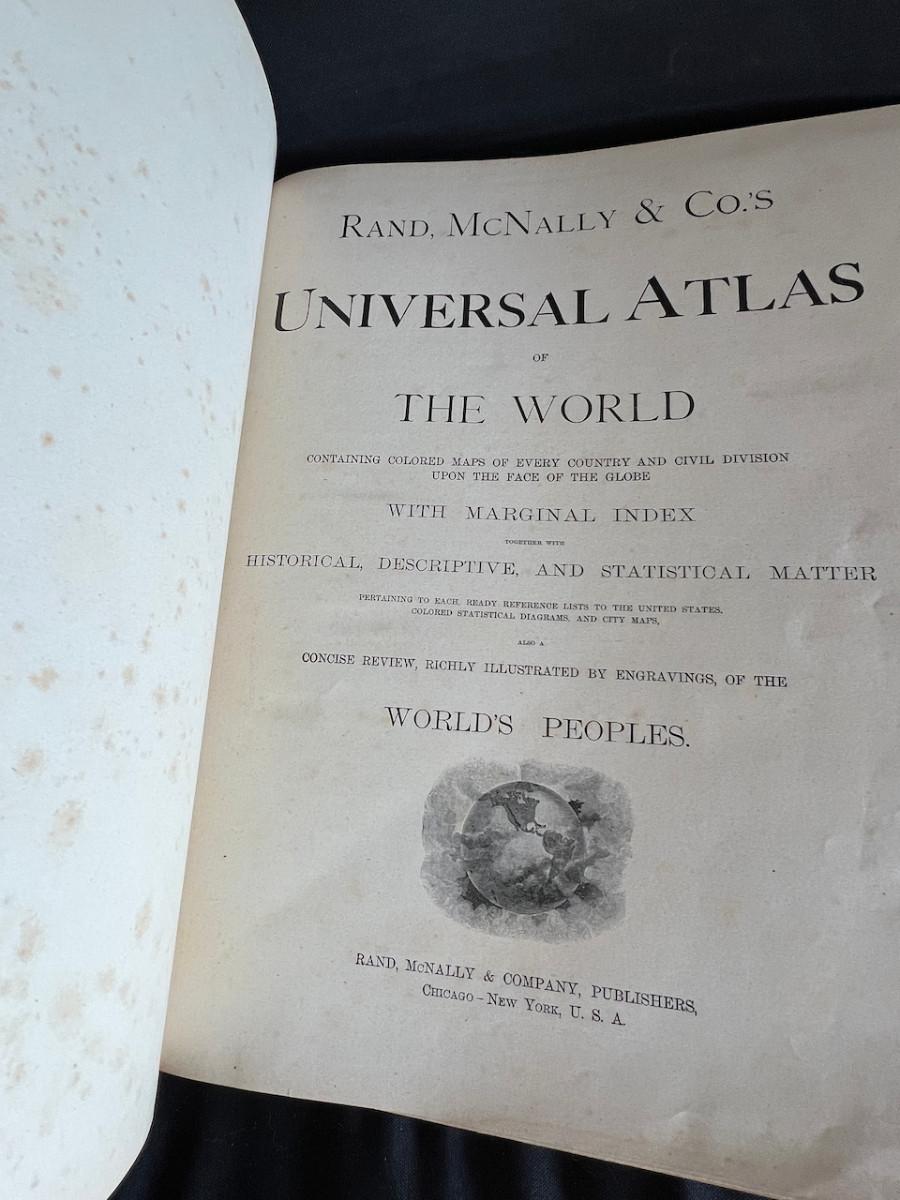 RAND, MCNALLY & CO.'S
UNIVERSAL ATLAS
OF
THE WORLD
CONTAINING COLORED MAPS OF EVERY COUNTRY AND CIVIL DIVISION
UPON THE FACE OF THE GLOBE
WITH MARGINAL INDEX
TOGETHER WITH
HISTORICAL, DESCRIPTIVE, AND STATISTICAL MATTER
PERTAINING TO EACH, READY REFERENCE LISTS TO THE UNITED STATES,
COLORED STATISTICAL DIAGRAMS, AND CITY MAPS,
ALSO A
CONCISE REVIEW, RICHLY ILLUSTRATED BY ENGRAVINGS, OF THE
WORLD'S PEOPLES.
RAND, McNALLY & COMPANY, PUBLISHERS,
CHICAGO – NEW YORK, U. S. A.